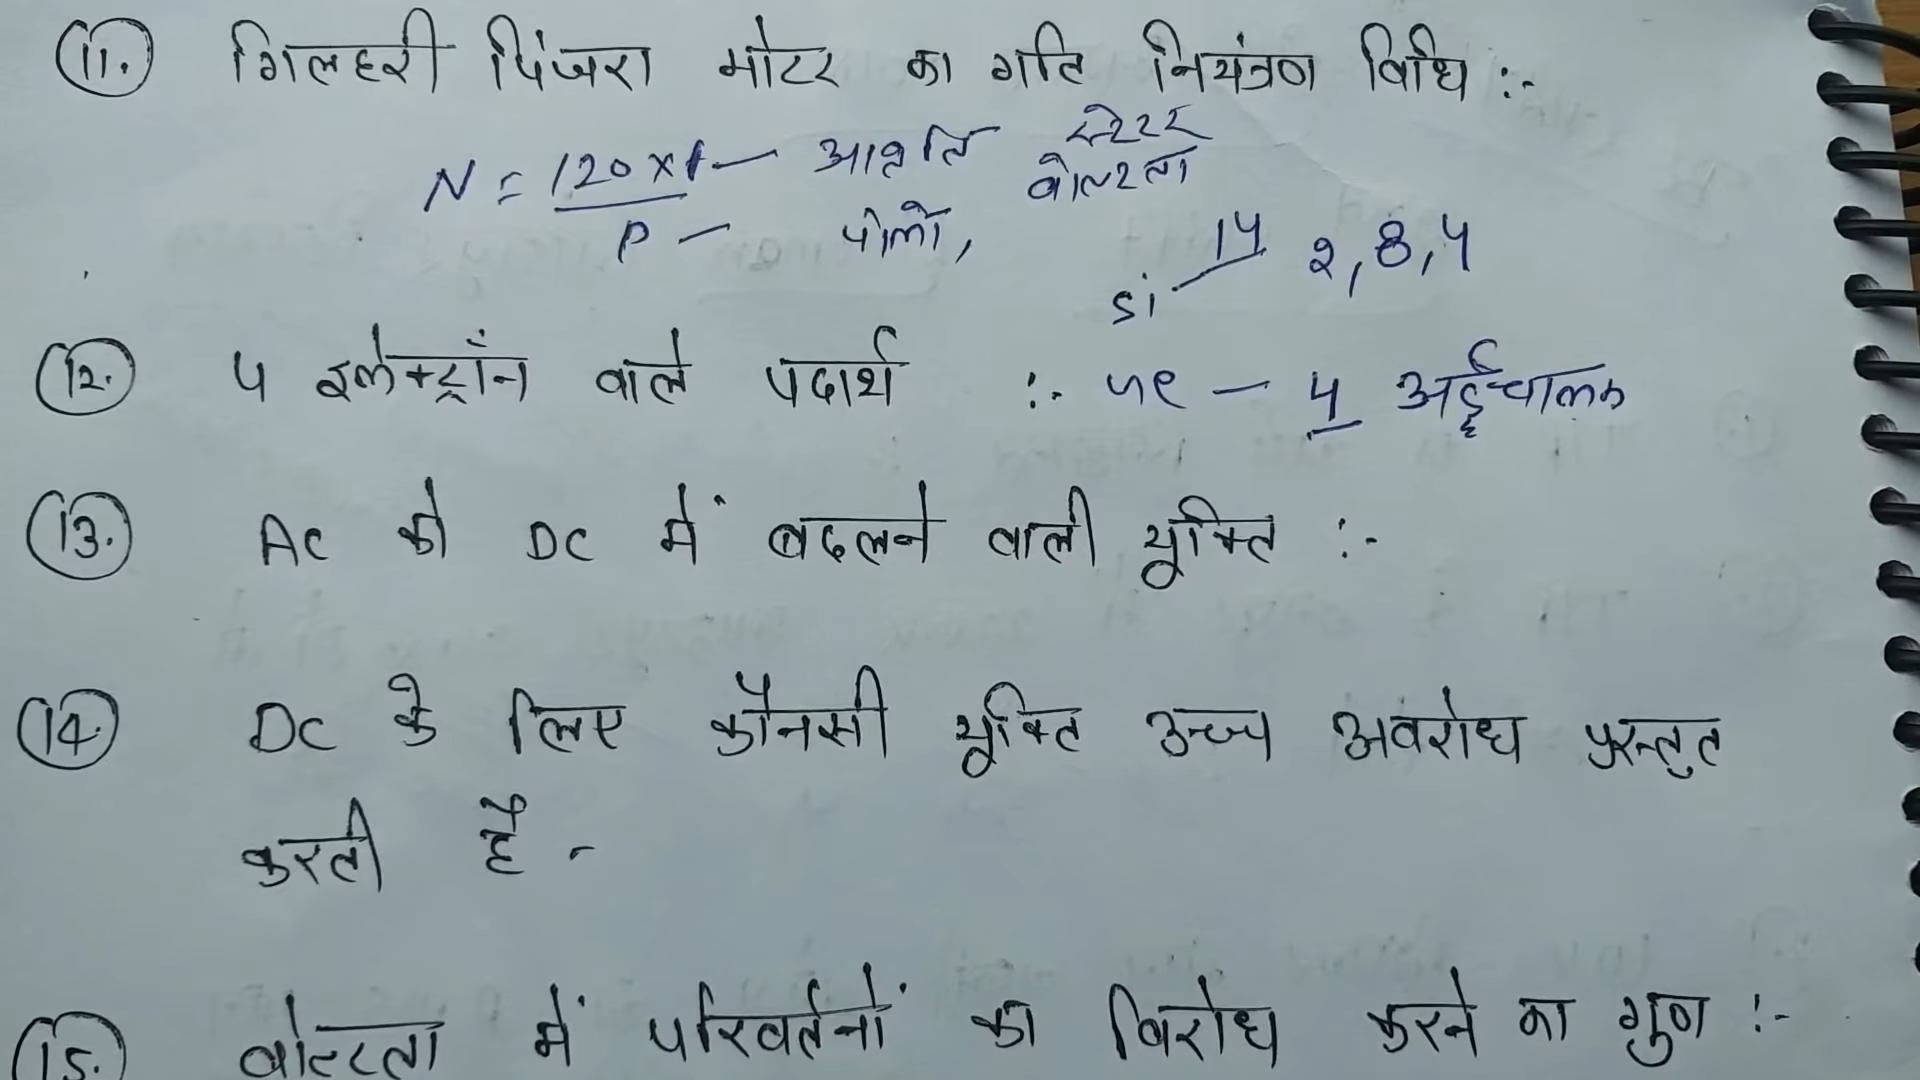 11. गिलहरी पिंजरा मोटर का गति नियंत्रण विधि :-
N = 120 x f — आवृति स्टेटर
P — पोलो, वोल्टता
14 2, 8, 4
Si
12. 4 इलेक्ट्रॉन वाले पदार्थ :- - 4 अर्द्धचालक
13. AC को DC में बदलने वाली यूक्ति :-
14. DC के लिए कौनसी यूक्ति उच्च अवरोध प्रस्तुत
करती है -
15. वोल्टता में परिवर्तनों का विरोध करने का गुण :-